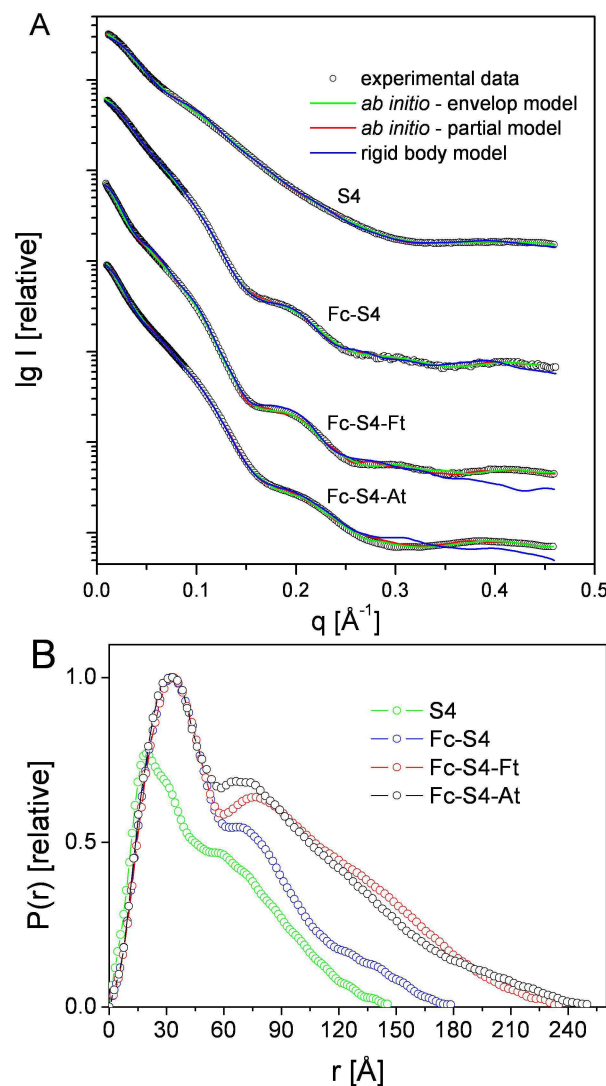 A
experimental data
ab initio - envelop model
ab initio - partial model
rigid body model
S4
Fc-S4
Fc-S4-Ft
Fc-S4-At
lg I [relative]
0.0 0.1 0.2 0.3 0.4 0.5
q [Å⁻¹]
B
S4
Fc-S4
Fc-S4-Ft
Fc-S4-At
1.0
0.5
0.0
P(r) [relative]
0 30 60 90 120 150 180 210 240
r [Å]